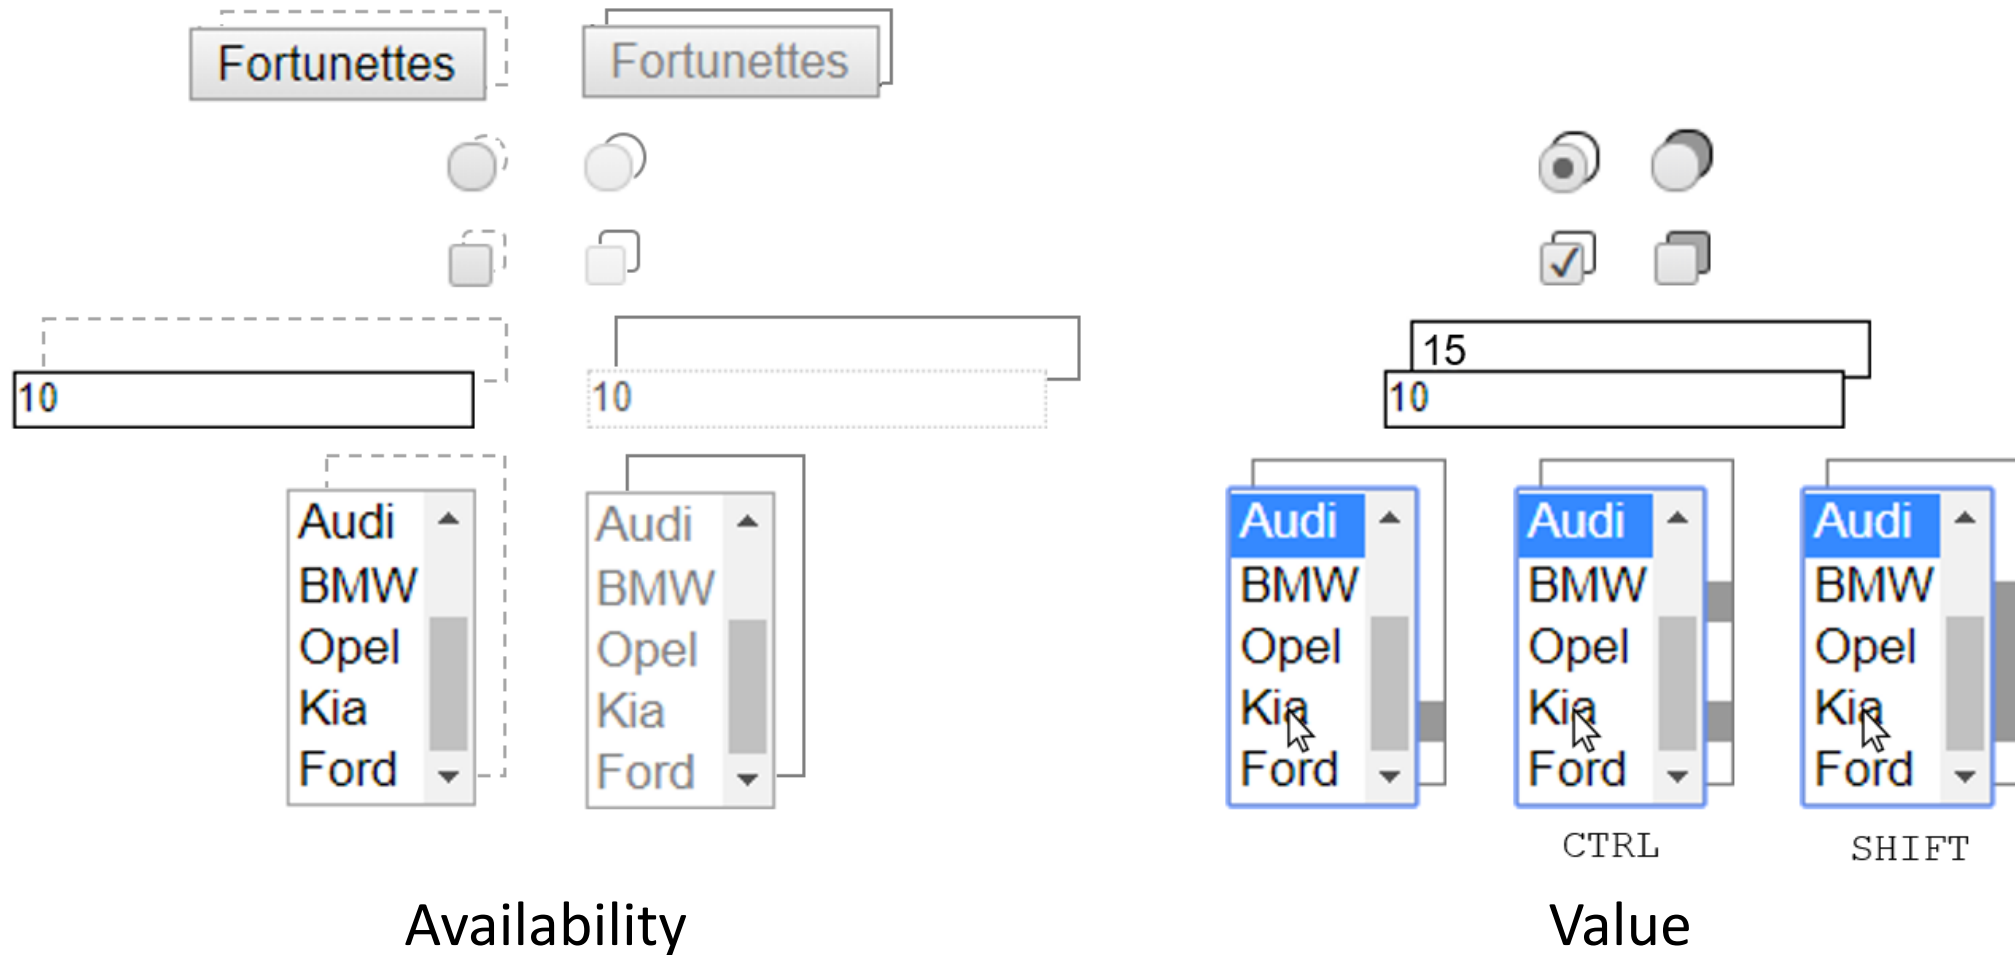 Fortunettes
Fortunettes
15
10
10
10
Audi
BMW
Opel
Kia
Ford
Audi
BMW
Opel
Kia
Ford
Audi
BMW
Opel
Kia
Ford
Audi
BMW
Opel
Kia
Ford
Audi
BMW
Opel
Kia
Ford
CTRL
SHIFT
Availability
Value